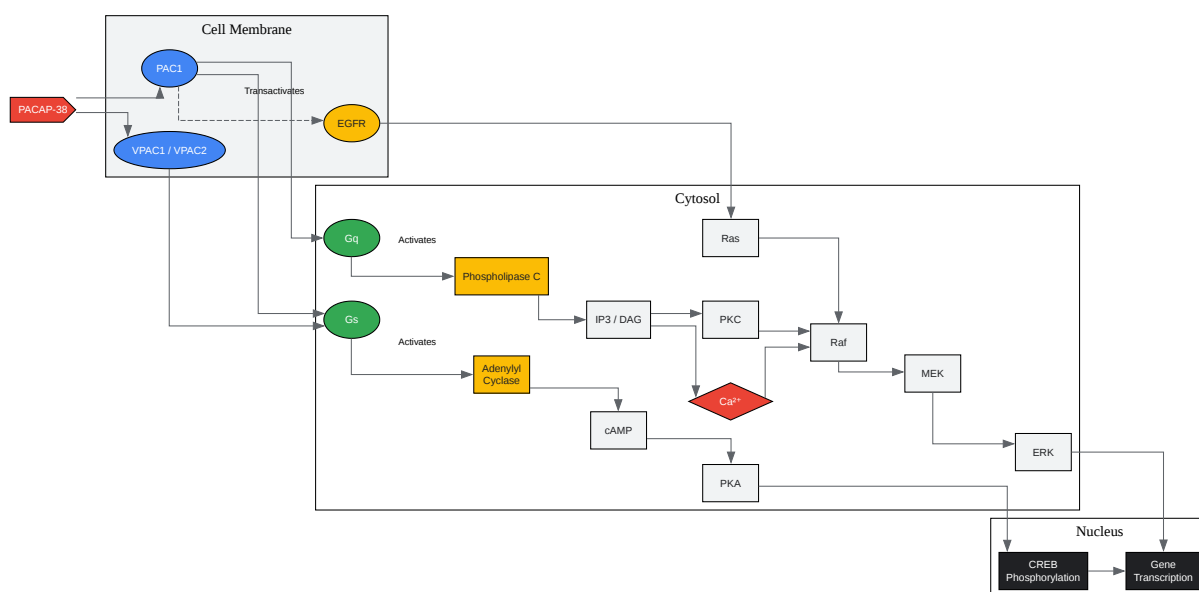 Cell Membrane
PAC1
Transactivates
PACAP-38
EGFR
VPAC1 / VPAC2
Cytosol
Gq
Activates
Ras
Phospholipase C
IP3 / DAG
PKC
Gs
Activates
Raf
Adenylyl
Cyclase
MEK
Ca²⁺
cAMP
ERK
PKA
Nucleus
CREB
Phosphorylation
Gene
Transcription